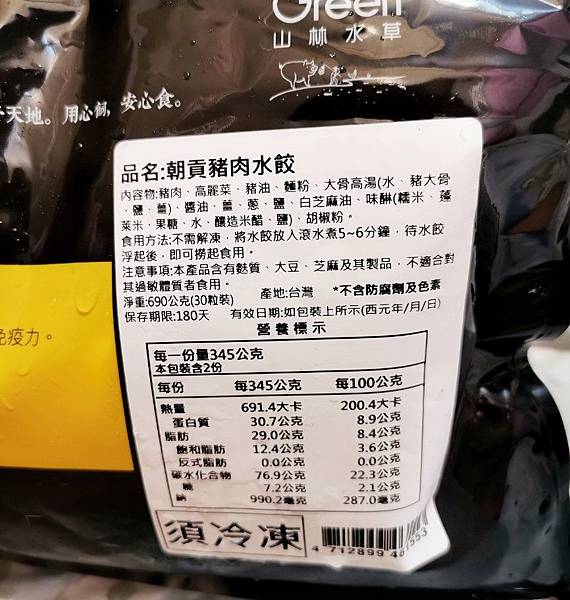 Green
山林水草
天地。用心飼,安心食。
免疫力。
品名:朝貢豬肉水餃
內容物:豬肉、高麗菜、豬油、麵粉、大骨高湯(水、豬大骨
、鹽、薑)、醬油、薑、蔥、鹽、白芝麻油、味醂(糯米、蓬
萊米、果糖、水、釀造米醋、鹽)、胡椒粉。
食用方法:不需解凍,將水餃放入滾水煮5~6分鐘,待水餃
浮起後,即可撈起食用。
注意事項:本產品含有麩質、大豆、芝麻及其製品,不適合對
其過敏體質者食用。
淨重:690公克(30粒裝) 產地:台灣 *不含防腐劑及色素
保存期限:180天 有效日期:如包裝上所示(西元年/月/日)
營養標示
每一份量345公克
本包裝含2份
每份 每345公克 每100公克
熱量 691.4大卡 200.4大卡
蛋白質 30.7公克 8.9公克
脂肪 29.0公克 8.4公克
飽和脂肪 12.4公克 3.6公克
反式脂肪 0.0公克 0.0公克
碳水化合物 76.9公克 22.3公克
糖 7.2公克 2.1公克
鈉 990.2毫克 287.0毫克
須冷凍